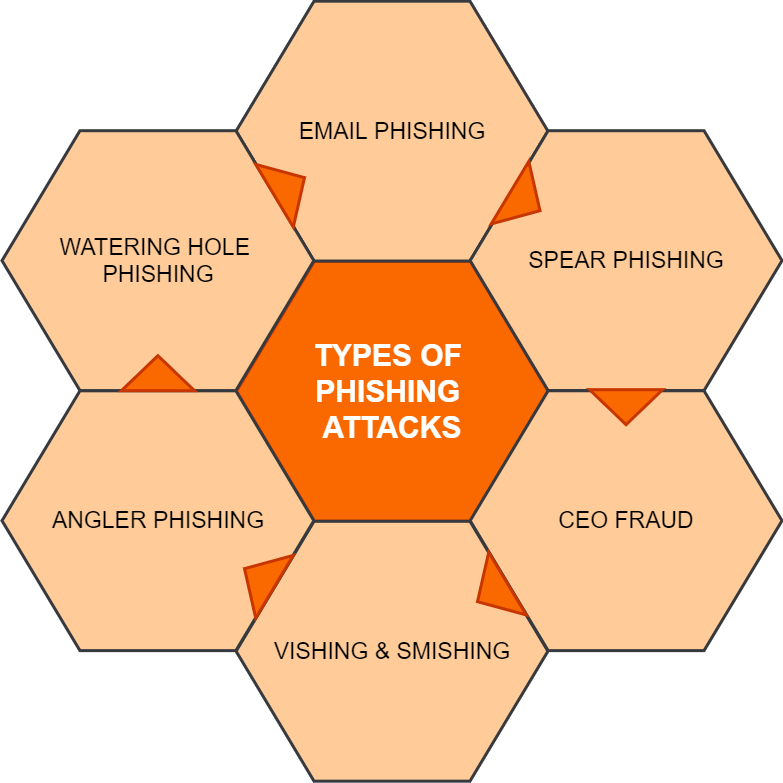 EMAIL PHISHING
WATERING HOLE
PHISHING
SPEAR PHISHING
TYPES OF
PHISHING
ATTACKS
ANGLER PHISHING
CEO FRAUD
VISHING & SMISHING